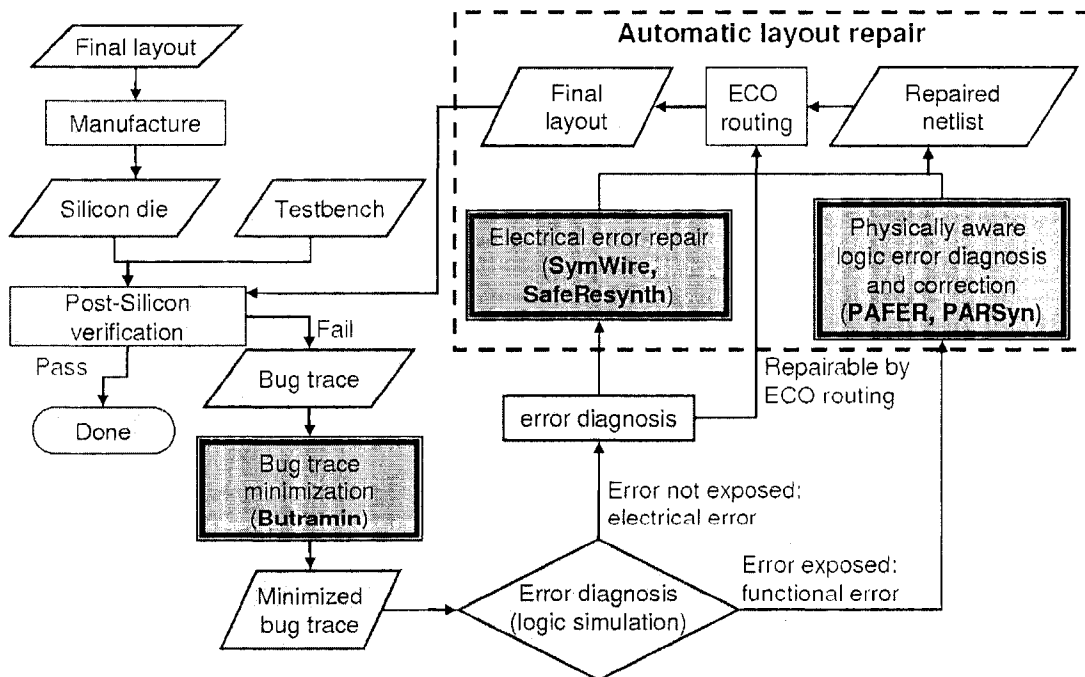 Automatic layout repair
Final layout
Manufacture
Silicon die
Testbench
Post-Silicon
verification
Pass
Fail
Done
Bug trace
Bug trace
minimization
(Butramin)
Minimized
bug trace
Error diagnosis
(logic simulation)
Error not exposed:
electrical error
Error exposed:
functional error
error diagnosis
Repairable by
ECO routing
Electrical error repair
(SymWire,
SafeResynth)
Physically aware
logic error diagnosis
and correction
(PAFER, PARSyn)
Final
layout
ECO
routing
Repaired
netlist